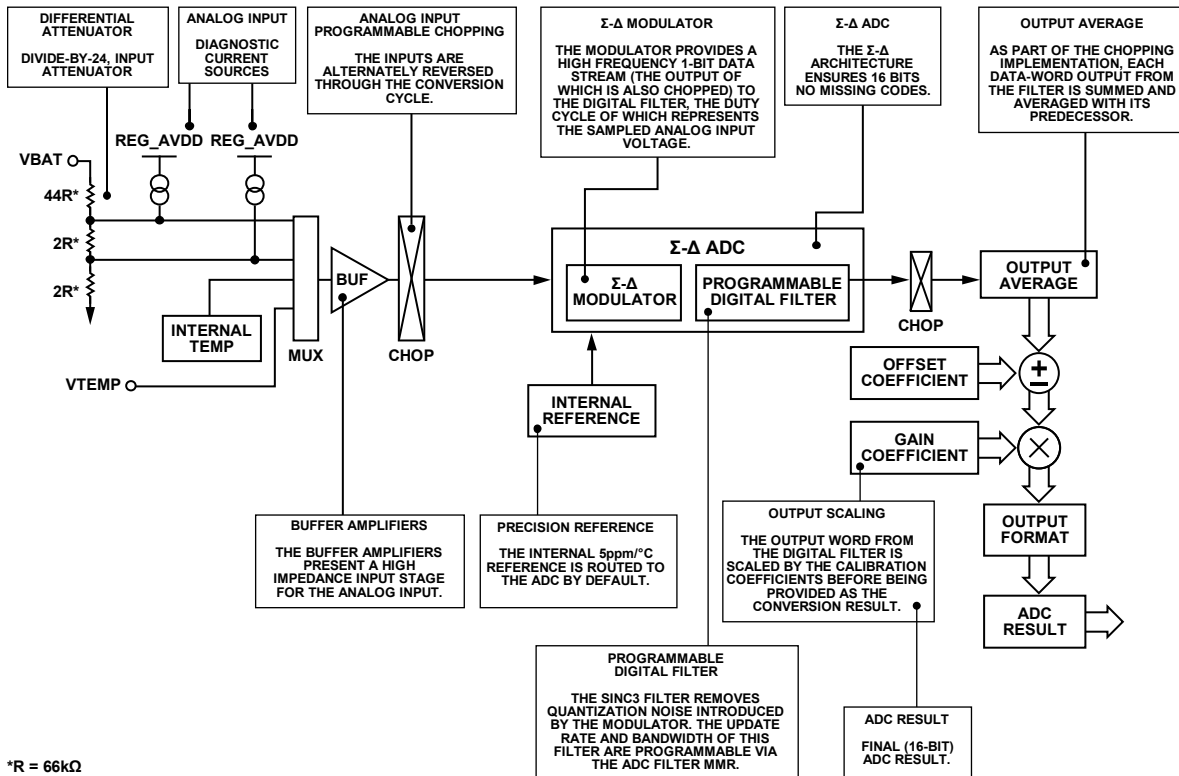 DIFFERENTIAL
ATTENUATOR
DIVIDE-BY-24, INPUT
ATTENUATOR
ANALOG INPUT
DIAGNOSTIC
CURRENT
SOURCES
ANALOG INPUT
PROGRAMMABLE CHOPPING
THE INPUTS ARE
ALTERNATELY REVERSED
THROUGH THE CONVERSION
CYCLE.
Σ-Δ MODULATOR
THE MODULATOR PROVIDES A
HIGH FREQUENCY 1-BIT DATA
STREAM (THE OUTPUT OF
WHICH IS ALSO CHOPPED) TO
THE DIGITAL FILTER, THE DUTY
CYCLE OF WHICH REPRESENTS
THE SAMPLED ANALOG INPUT
VOLTAGE.
Σ-Δ ADC
THE Σ-Δ
ARCHITECTURE
ENSURES 16 BITS
NO MISSING CODES.
OUTPUT AVERAGE
AS PART OF THE CHOPPING
IMPLEMENTATION, EACH
DATA-WORD OUTPUT FROM
THE FILTER IS SUMMED AND
AVERAGED WITH ITS
PREDECESSOR.
REG_AVDD
REG_AVDD
VBAT
44R*
2R*
2R*
INTERNAL
TEMP
VTEMP
MUX
BUF
CHOP
Σ-Δ ADC
Σ-Δ
MODULATOR
PROGRAMMABLE
DIGITAL FILTER
CHOP
OUTPUT
AVERAGE
INTERNAL
REFERENCE
OFFSET
COEFFICIENT
±
GAIN
COEFFICIENT
×
OUTPUT
FORMAT
ADC
RESULT
BUFFER AMPLIFIERS
THE BUFFER AMPLIFIERS
PRESENT A HIGH
IMPEDANCE INPUT STAGE
FOR THE ANALOG INPUT.
PRECISION REFERENCE
THE INTERNAL 5ppm/°C
REFERENCE IS ROUTED TO
THE ADC BY DEFAULT.
OUTPUT SCALING
THE OUTPUT WORD FROM
THE DIGITAL FILTER IS
SCALED BY THE CALIBRATION
COEFFICIENTS BEFORE BEING
PROVIDED AS THE
CONVERSION RESULT.
PROGRAMMABLE
DIGITAL FILTER
THE SINC3 FILTER REMOVES
QUANTIZATION NOISE INTRODUCED
BY THE MODULATOR. THE UPDATE
RATE AND BANDWIDTH OF THIS
FILTER ARE PROGRAMMABLE VIA
THE ADC FILTER MMR.
ADC RESULT
FINAL (16-BIT)
ADC RESULT.
*R = 66kΩ